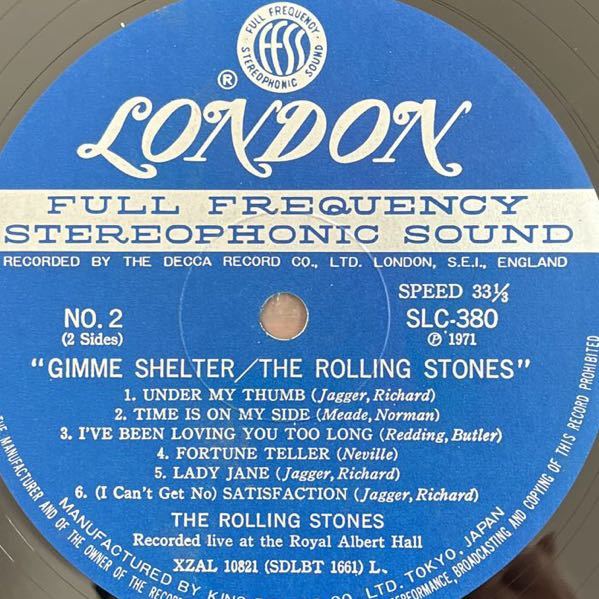 FULL FREQUENCY
ffss
STEREOPHONIC SOUND
®
LONDON
FULL FREQUENCY
STEREOPHONIC SOUND
RECORDED BY THE DECCA RECORD CO., LTD. LONDON, S.E.I., ENGLAND
SPEED 33⅓
NO. 2
SLC-380
(2 Sides)
℗ 1971
"GIMME SHELTER/THE ROLLING STONES"
1. UNDER MY THUMB (Jagger, Richard)
2. TIME IS ON MY SIDE (Meade, Norman)
3. I'VE BEEN LOVING YOU TOO LONG (Redding, Butler)
4. FORTUNE TELLER (Neville)
5. LADY JANE (Jagger, Richard)
6. (I Can't Get No) SATISFACTION (Jagger, Richard)
THE ROLLING STONES
Recorded live at the Royal Albert Hall
XZAL 10821 (SDLBT 1661) L.
MANUFACTURED BY KING CO. LTD. TOKYO, JAPAN
THE MANUFACTURER AND OF THE OWNER OF THE RECORDED
PERFORMANCE, BROADCASTING AND COPYING OF THIS RECORD PROHIBITED